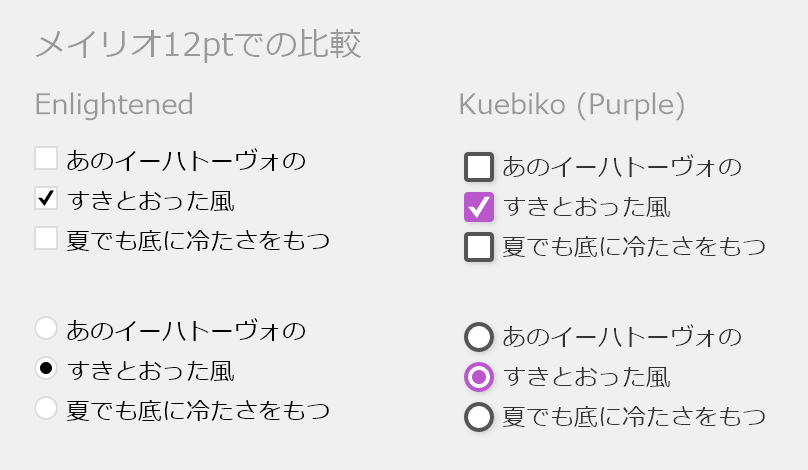 メイリオ12ptでの比較
Enlightened
あのイーハトーヴォの
すきとおった風
夏でも底に冷たさをもつ
あのイーハトーヴォの
すきとおった風
夏でも底に冷たさをもつ
Kuebiko (Purple)
あのイーハトーヴォの
すきとおった風
夏でも底に冷たさをもつ
あのイーハトーヴォの
すきとおった風
夏でも底に冷たさをもつ